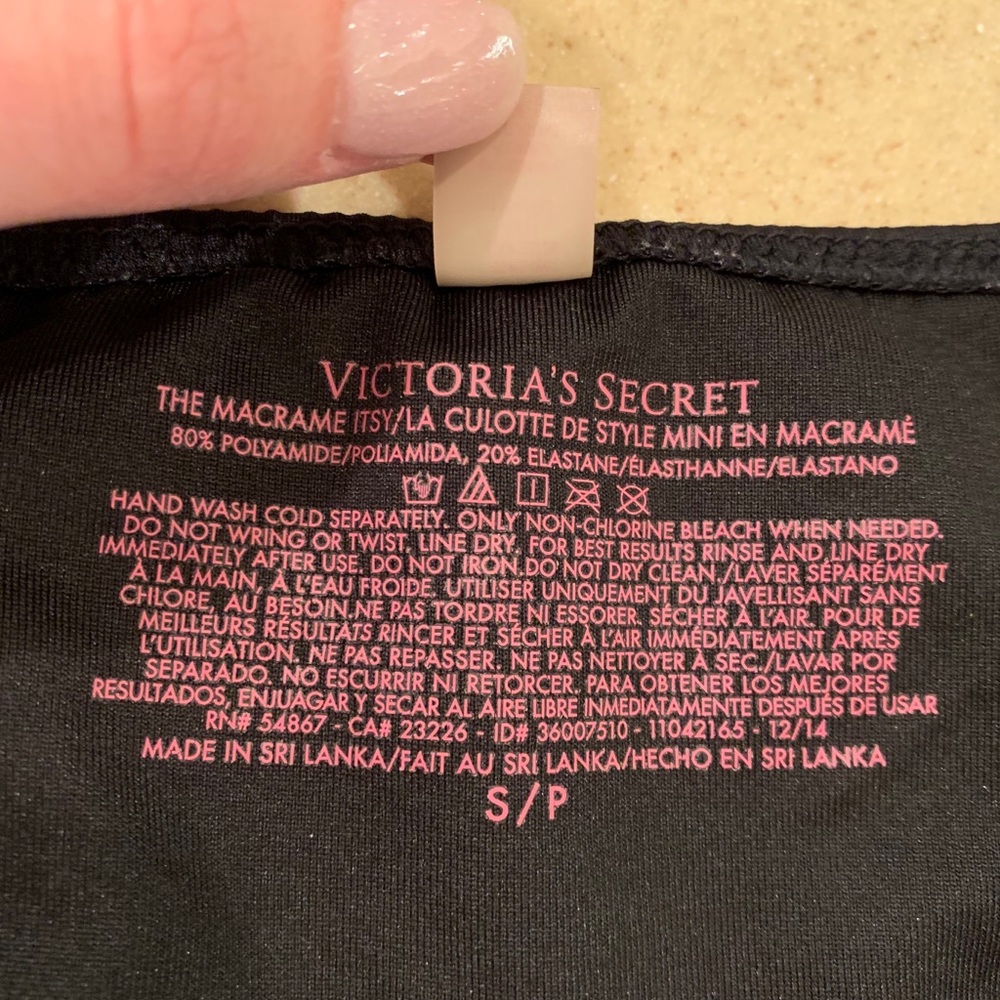 VICTORIA'S SECRET
THE MACRAME ITSY/LA CULOTTE DE STYLE MINI EN MACRAMÉ
80% POLYAMIDE/POLIAMIDA, 20% ELASTANE/ÉLASTHANNE/ELASTANO
HAND WASH COLD SEPARATELY. ONLY NON-CHLORINE BLEACH WHEN NEEDED.
DO NOT WRING OR TWIST. LINE DRY. FOR BEST RESULTS RINSE AND LINE DRY
IMMEDIATELY AFTER USE. DO NOT IRON. DO NOT DRY CLEAN./LAVER SÉPARÉMENT
À LA MAIN, À L'EAU FROIDE. UTILISER UNIQUEMENT DU JAVELLISANT SANS
CHLORE, AU BESOIN.NE PAS TORDRE NI ESSORER. SÉCHER À L'AIR. POUR DE
MEILLEURS RÉSULTATS RINCER ET SÉCHER À L'AIR IMMÉDIATEMENT APRÈS
L'UTILISATION. NE PAS REPASSER. NE PAS NETTOYER À SEC./LAVAR POR
SEPARADO. NO ESCURRIR NI RETORCER. PARA OBTENER LOS MEJORES
RESULTADOS, ENJUAGAR Y SECAR AL AIRE LIBRE INMEDIATAMENTE DESPUÉS DE USAR
RN# 54867 - CA# 23226 - ID# 36007510 - 11042165 - 12/14
MADE IN SRI LANKA/FAIT AU SRI LANKA/HECHO EN SRI LANKA
S/P